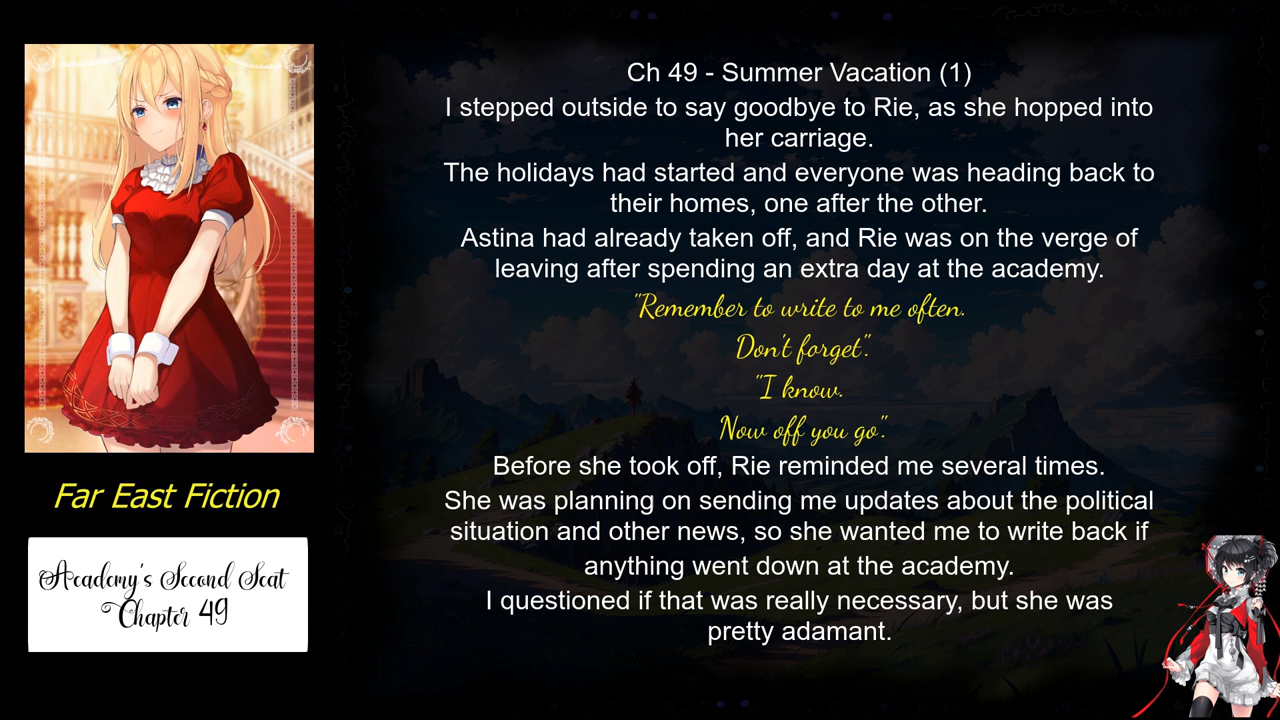 Ch 49 - Summer Vacation (1)
I stepped outside to say goodbye to Rie, as she hopped into
her carriage.
The holidays had started and everyone was heading back to
their homes, one after the other.
Astina had already taken off, and Rie was on the verge of
leaving after spending an extra day at the academy.
"Remember to write to me often.
Don't forget".
"I know.
Now off you go".
Before she took off, Rie reminded me several times.
She was planning on sending me updates about the political
situation and other news, so she wanted me to write back if
anything went down at the academy.
I questioned if that was really necessary, but she was
pretty adamant.
Far East Fiction
Academy's Second Seat
Chapter 49